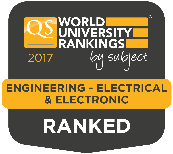 QS WORLD
UNIVERSITY
RANKINGS
2017 by subject
ENGINEERING - ELECTRICAL
& ELECTRONIC
RANKED